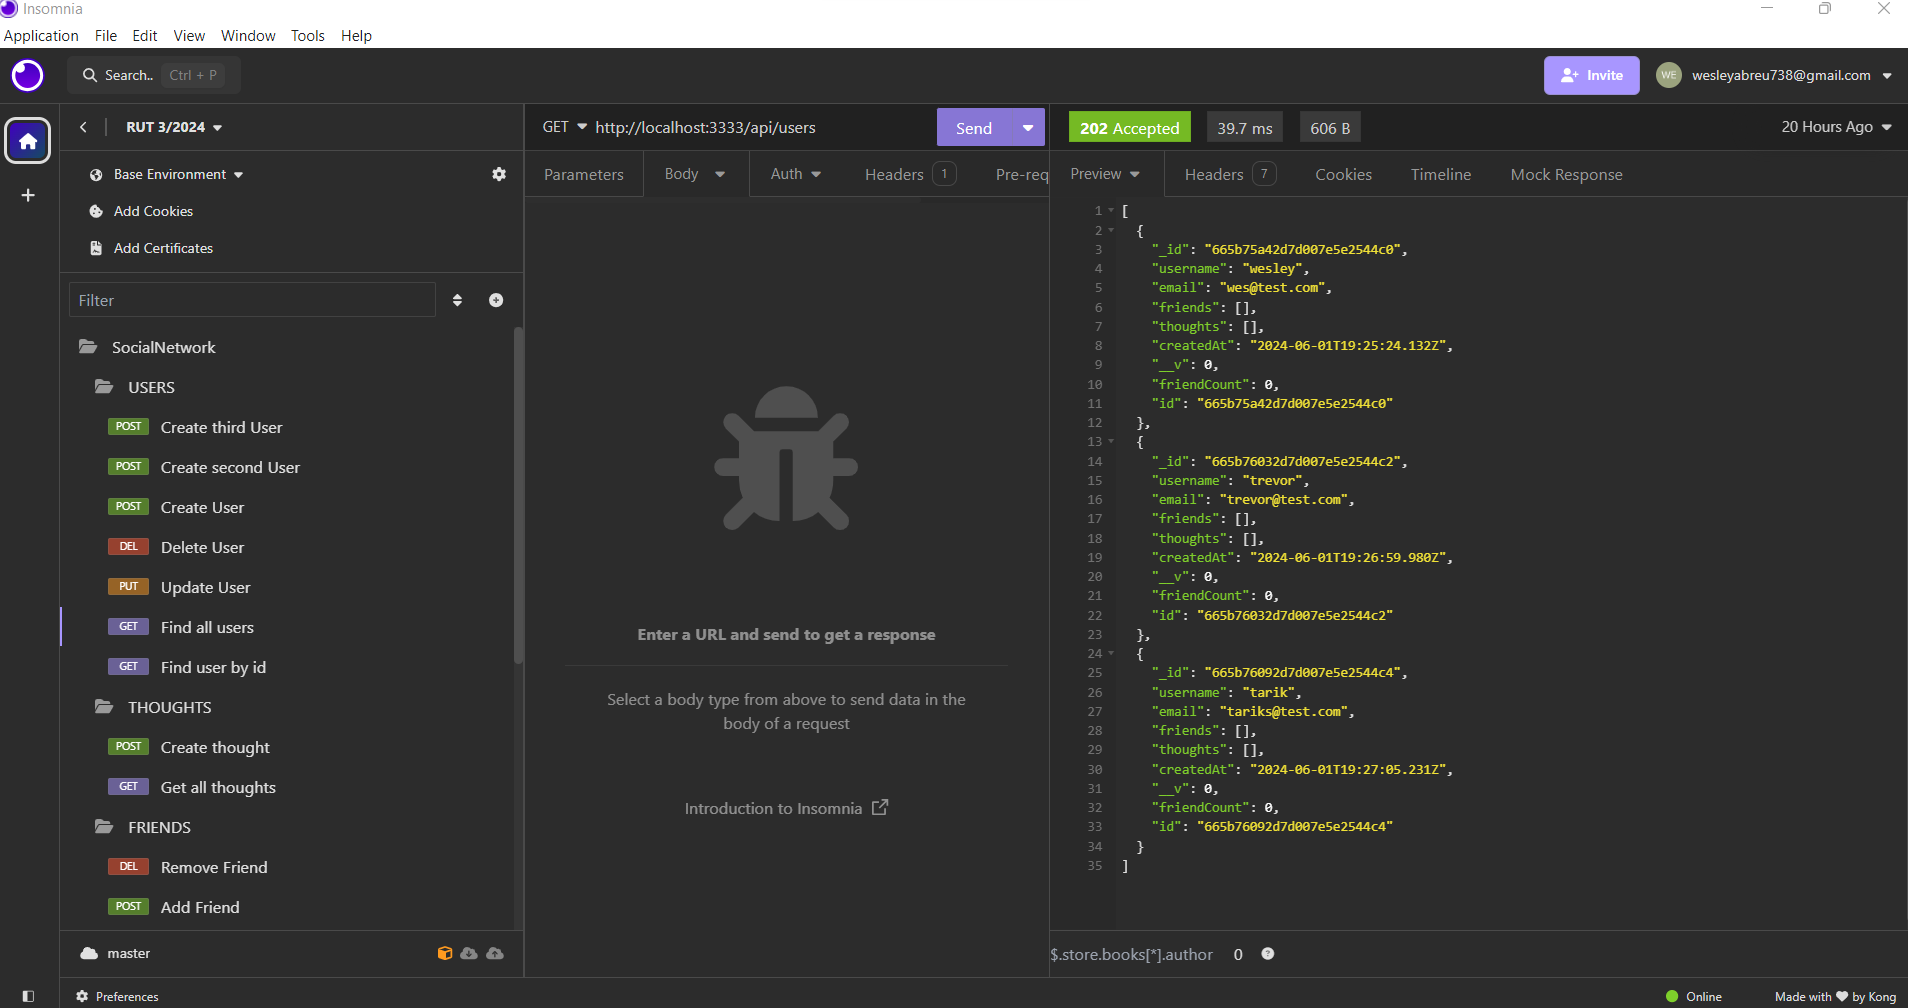 Insomnia
Application File Edit View Window Tools Help
Search.. Ctrl + P
Invite
WE wesleyabreu738@gmail.com
RUT 3/2024
Base Environment
Add Cookies
Add Certificates
Filter
SocialNetwork
USERS
POST Create third User
POST Create second User
POST Create User
DEL Delete User
PUT Update User
GET Find all users
GET Find user by id
THOUGHTS
POST Create thought
GET Get all thoughts
FRIENDS
DEL Remove Friend
POST Add Friend
master
Preferences
GET http://localhost:3333/api/users Send
Parameters Body Auth Headers 1 Pre-req
Enter a URL and send to get a response
Select a body type from above to send data in the
body of a request
Introduction to Insomnia
202 Accepted 39.7 ms 606 B 20 Hours Ago
Preview Headers 7 Cookies Timeline Mock Response
1 [
2 {
3 "_id": "665b75a42d7d007e5e2544c0",
4 "username": "wesley",
5 "email": "wes@test.com",
6 "friends": [],
7 "thoughts": [],
8 "createdAt": "2024-06-01T19:25:24.132Z",
9 "__v": 0,
10 "friendCount": 0,
11 "id": "665b75a42d7d007e5e2544c0"
12 },
13 {
14 "_id": "665b76032d7d007e5e2544c2",
15 "username": "trevor",
16 "email": "trevor@test.com",
17 "friends": [],
18 "thoughts": [],
19 "createdAt": "2024-06-01T19:26:59.980Z",
20 "__v": 0,
21 "friendCount": 0,
22 "id": "665b76032d7d007e5e2544c2"
23 },
24 {
25 "_id": "665b76092d7d007e5e2544c4",
26 "username": "tarik",
27 "email": "tariks@test.com",
28 "friends": [],
29 "thoughts": [],
30 "createdAt": "2024-06-01T19:27:05.231Z",
31 "__v": 0,
32 "friendCount": 0,
33 "id": "665b76092d7d007e5e2544c4"
34 }
35 ]
$.store.books[*].author 0
Online Made with by Kong